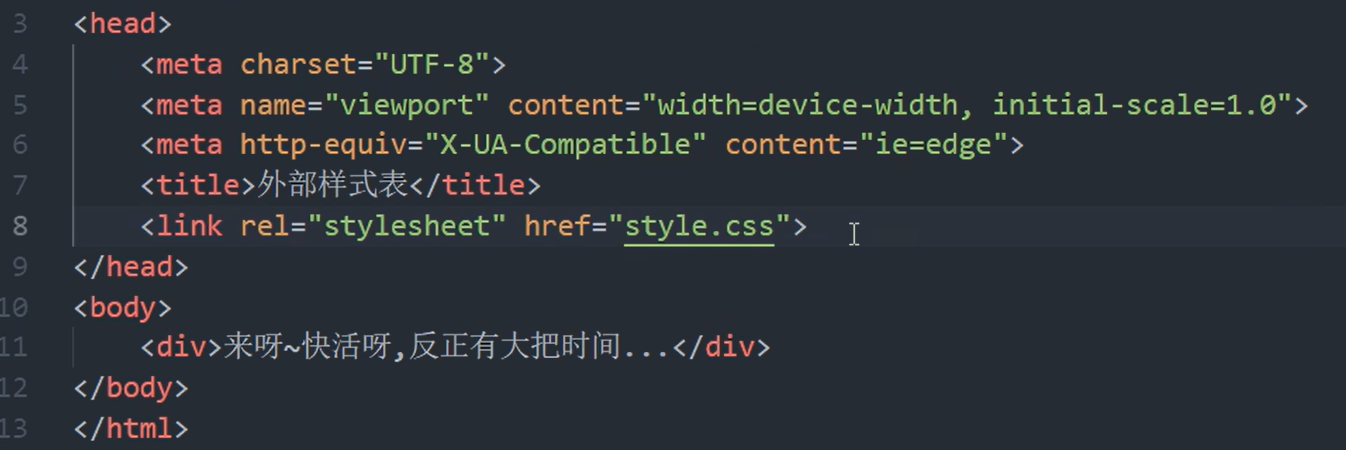 3 <head>
4 <meta charset="UTF-8">
5 <meta name="viewport" content="width=device-width, initial-scale=1.0">
6 <meta http-equiv="X-UA-Compatible" content="ie=edge">
7 <title>外部样式表</title>
8 <link rel="stylesheet" href="style.css">
9 </head>
10 <body>
11 <div>来呀~快活呀,反正有大把时间...</div>
12 </body>
13 </html>